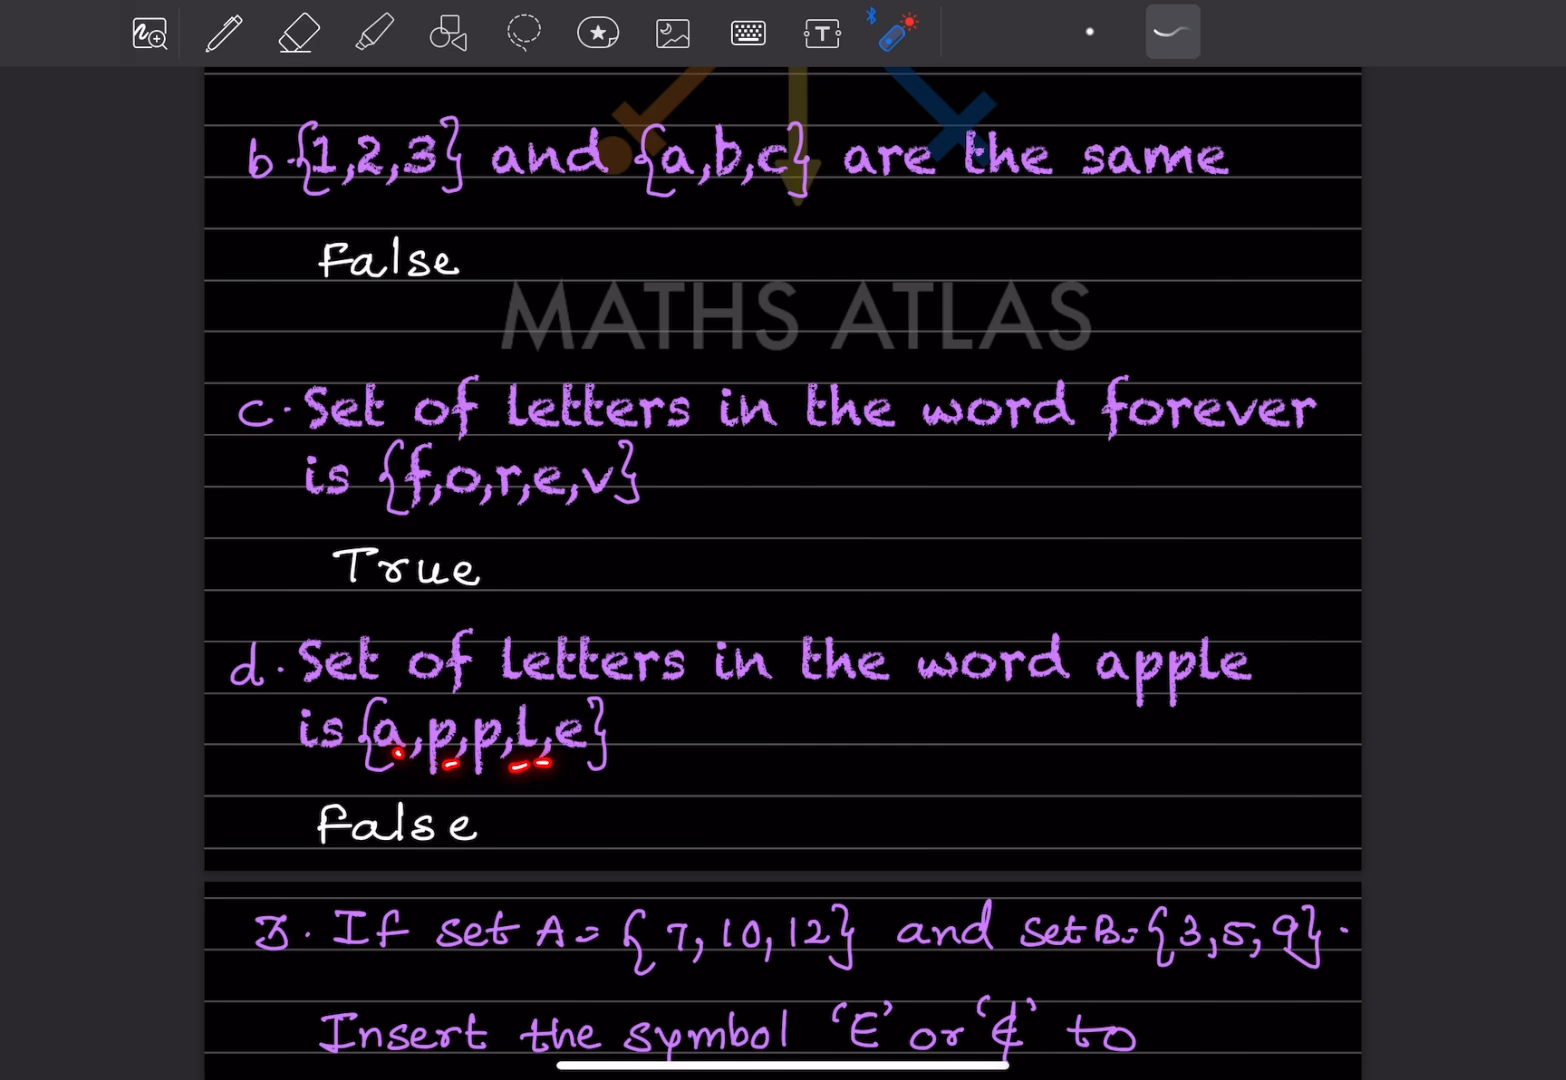 b. {1,2,3} and {a,b,c} are the same
False
MATHS ATLAS
c. Set of letters in the word forever
is {f,o,r,e,v}
True
d. Set of letters in the word apple
is {a,p,p,l,e}
False
3. If set A = {7, 10, 12} and set B = {3, 5, 9}.
Insert the symbol '∈' or '∉' to